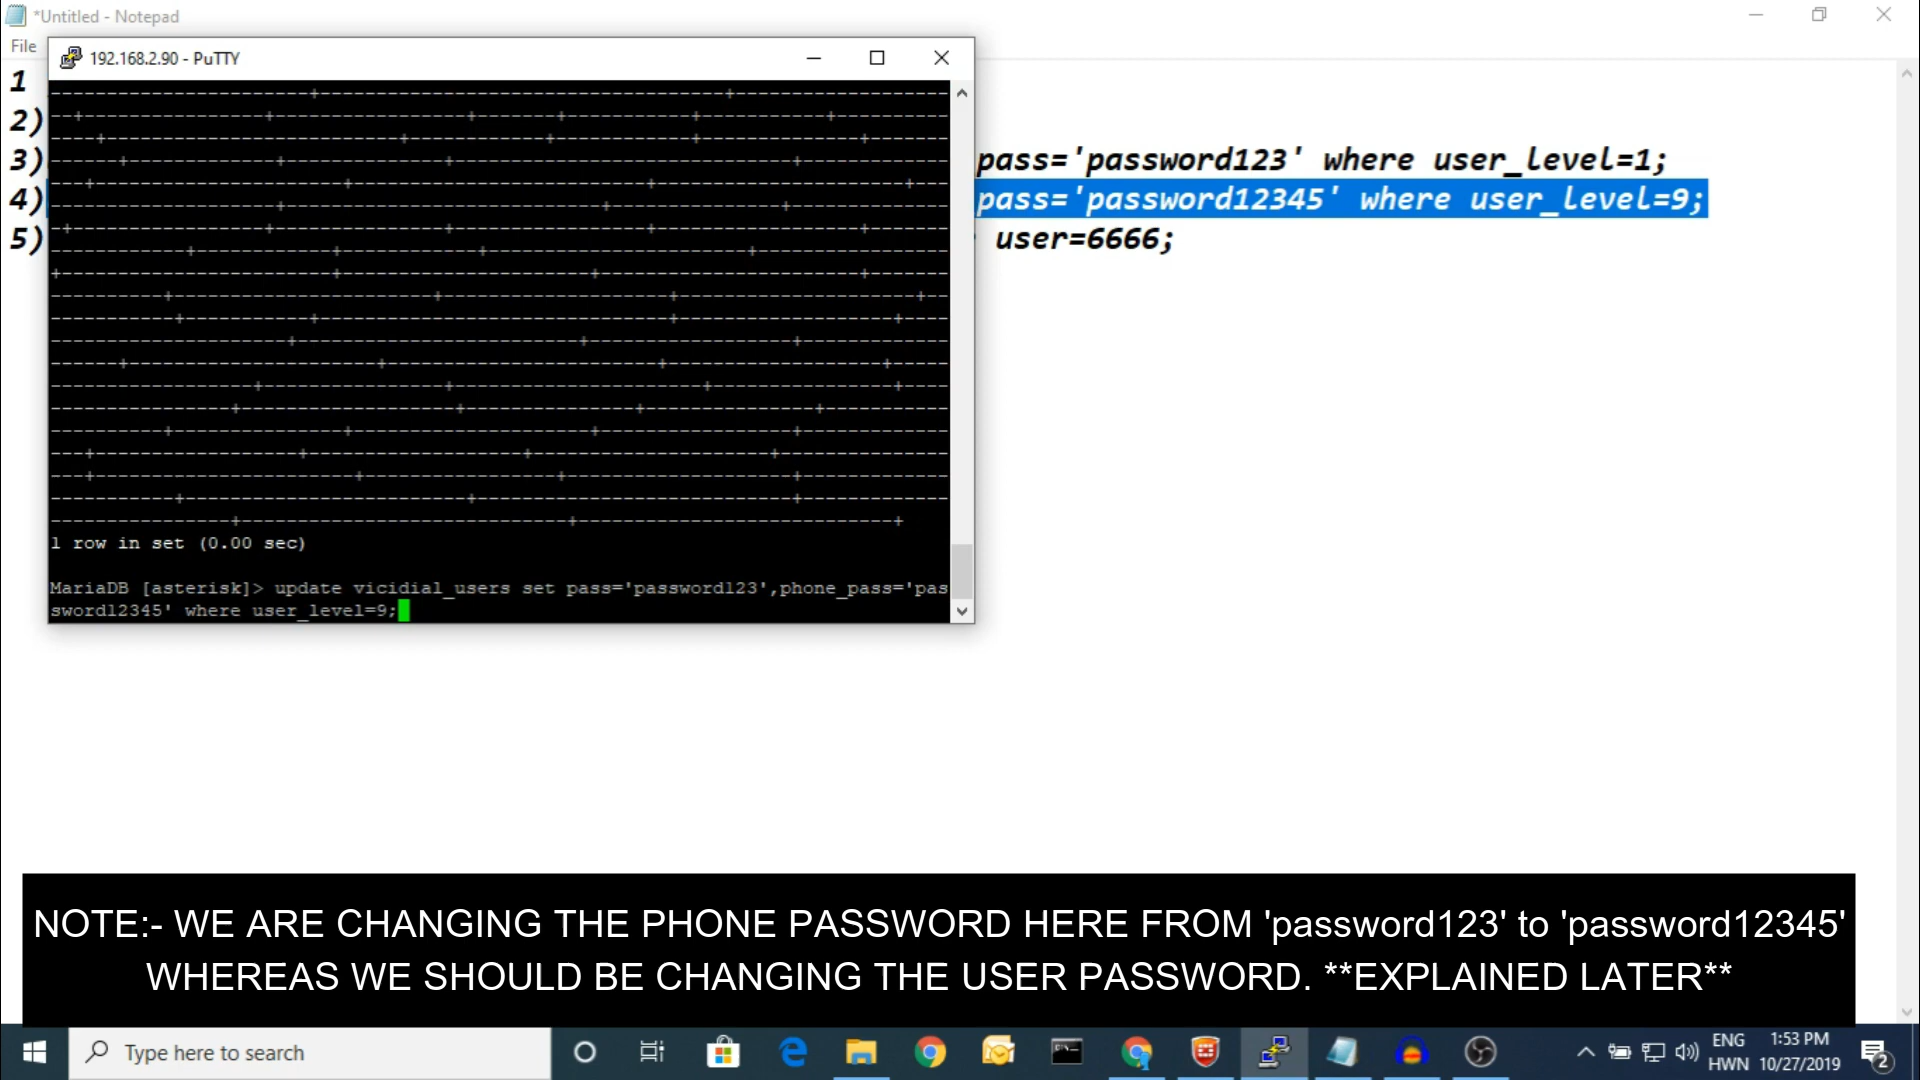 *Untitled - Notepad
File
192.168.2.90 - PuTTY
1
2)
3) pass='password123' where user_level=1;
4) pass='password12345' where user_level=9;
5) user=6666;
1 row in set (0.00 sec)
MariaDB [asterisk]> update vicidial_users set pass='password123',phone_pass='pas
sword12345' where user_level=9;
NOTE:- WE ARE CHANGING THE PHONE PASSWORD HERE FROM 'password123' to 'password12345'
WHEREAS WE SHOULD BE CHANGING THE USER PASSWORD. **EXPLAINED LATER**
Type here to search
ENG
HWN
1:53 PM
10/27/2019
2